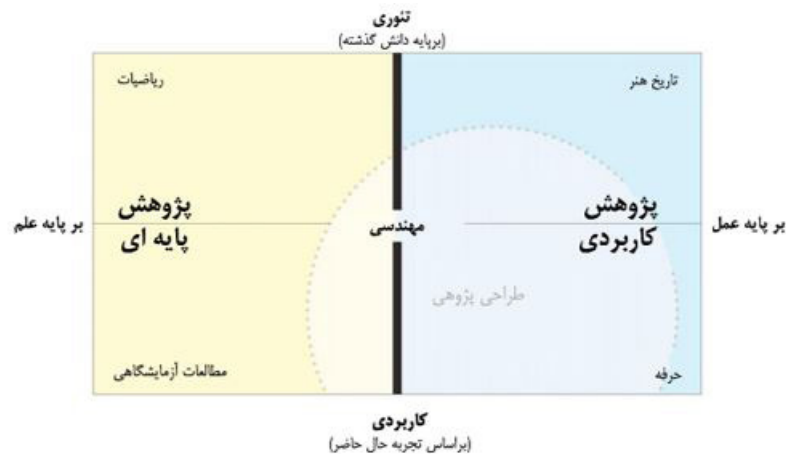 تئوری
(برپایه دانش گذشته)
تاریخ هنر
ریاضیات
بر پایه عمل
پژوهش
کاربردی
مهندسی
پژوهش
پایه ای
بر پایه علم
طراحی پژوهی
حرفه
مطالعات آزمایشگاهی
کاربردی
(براساس تجربه حال حاضر)